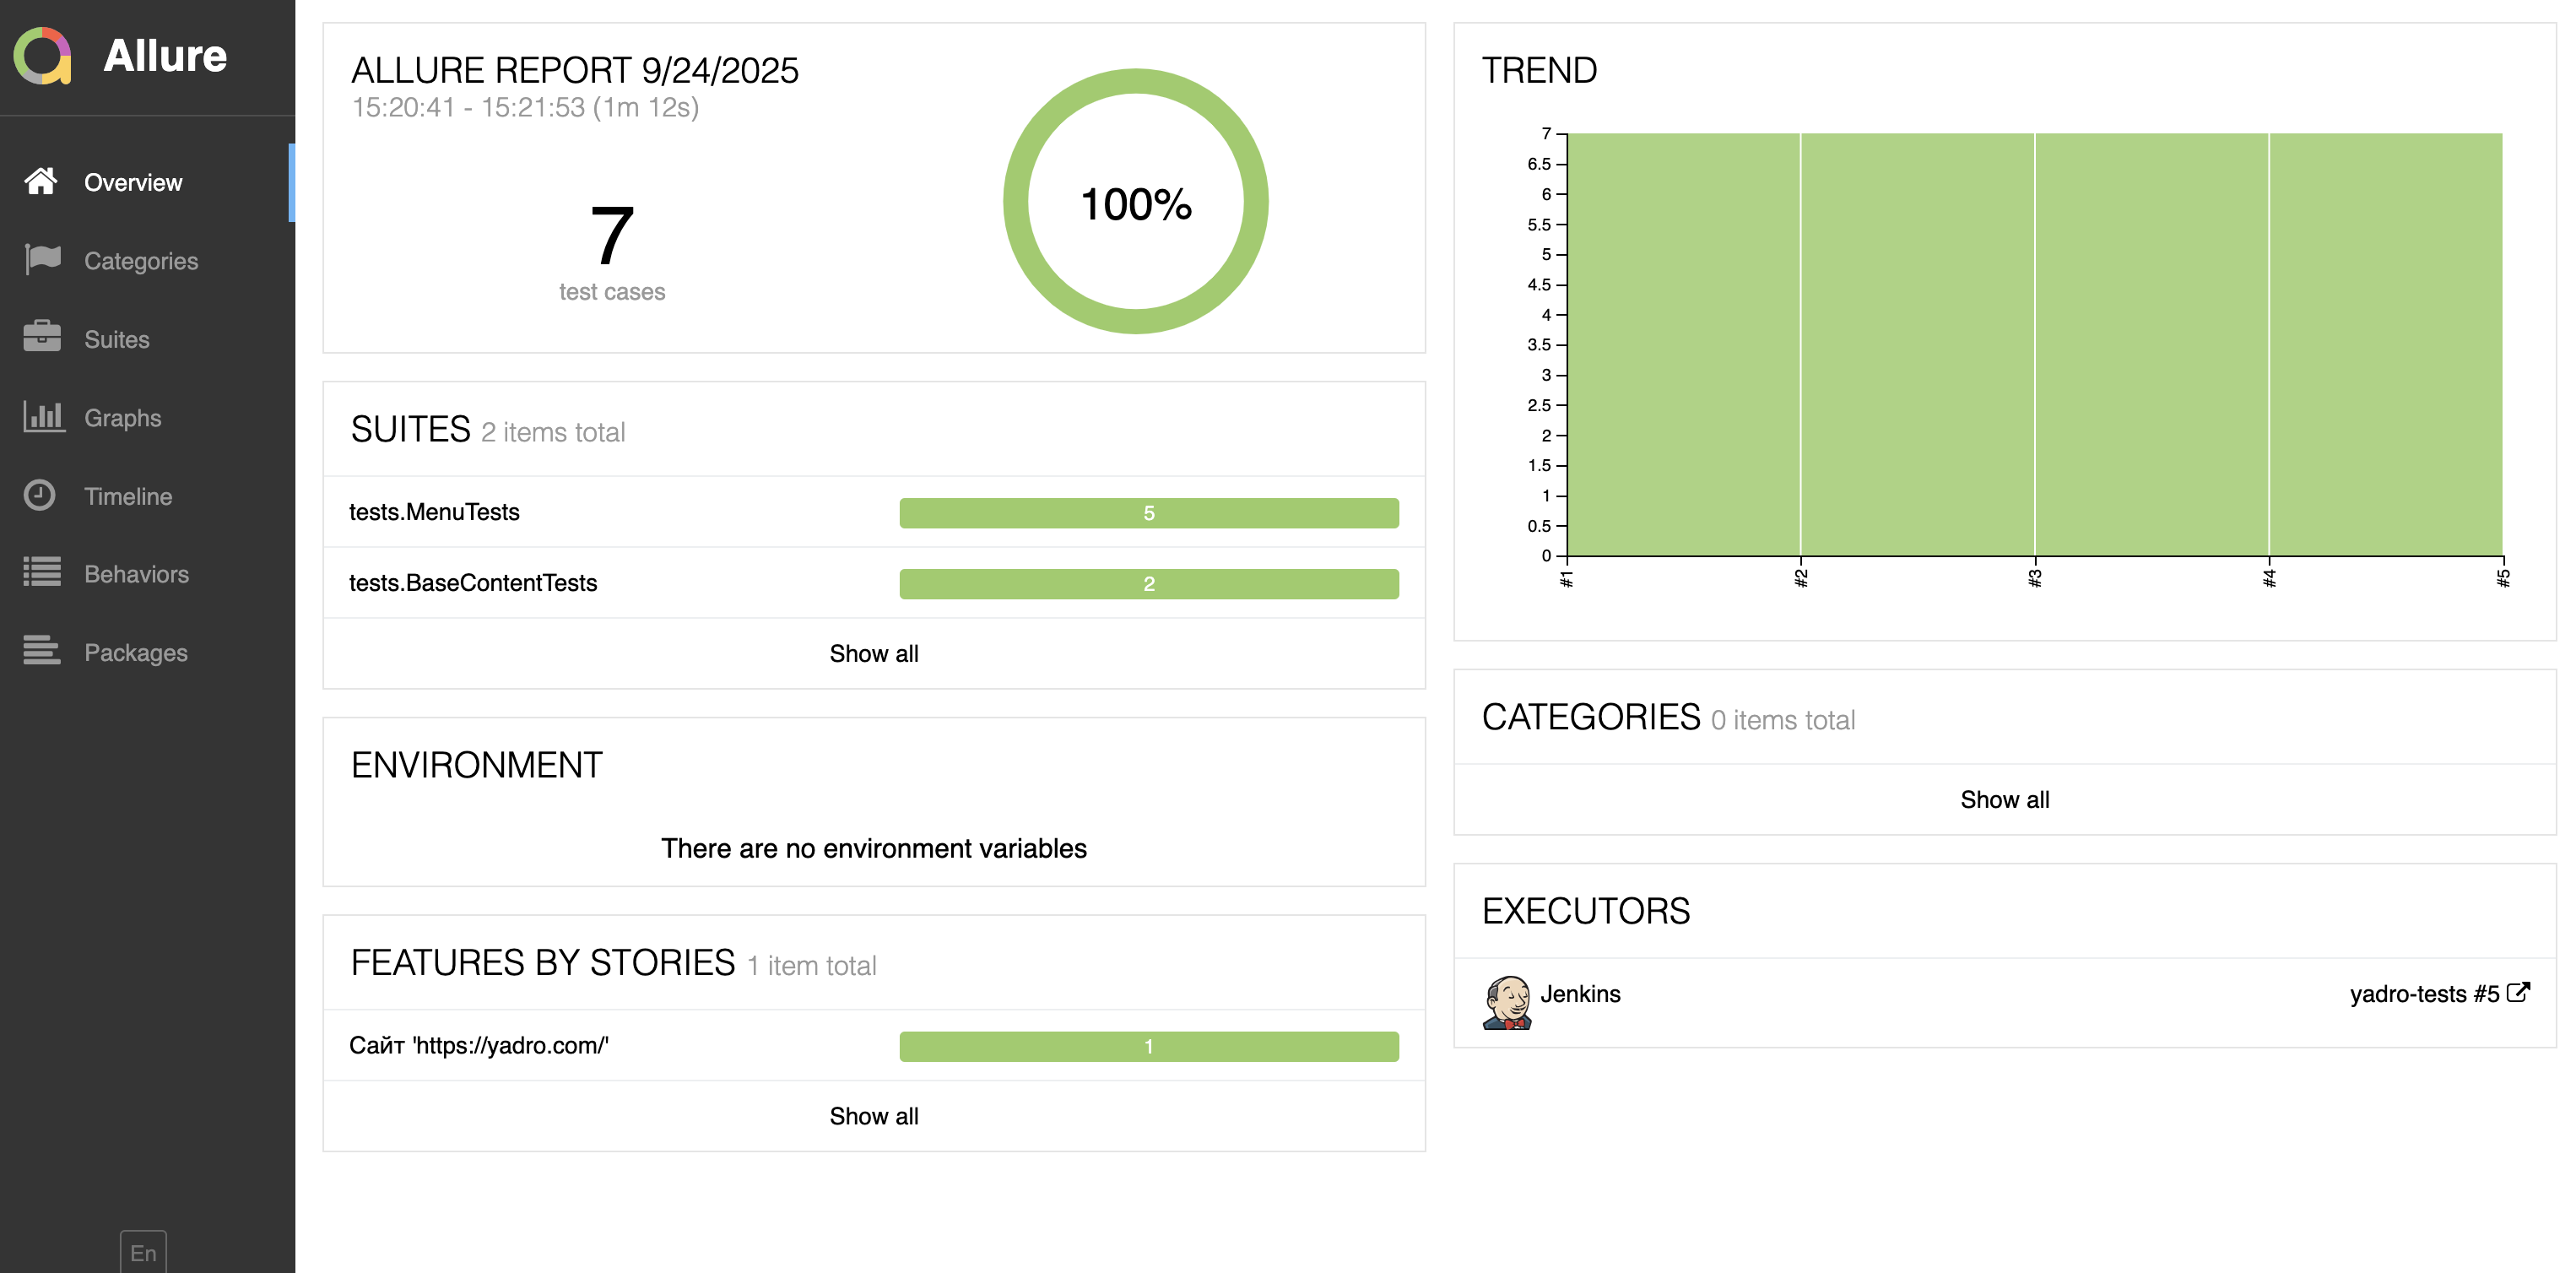 Allure
Overview
Categories
Suites
Graphs
Timeline
Behaviors
Packages
En
ALLURE REPORT 9/24/2025
15:20:41 - 15:21:53 (1m 12s)
7
test cases
100%
SUITES 2 items total
tests.MenuTests 5
tests.BaseContentTests 2
Show all
ENVIRONMENT
There are no environment variables
FEATURES BY STORIES 1 item total
Сайт 'https://yadro.com/' 1
Show all
TREND
7
6.5
6
5.5
5
4.5
4
3.5
3
2.5
2
1.5
1
0.5
0
#1 #2 #3 #4 #5
CATEGORIES 0 items total
Show all
EXECUTORS
Jenkins yadro-tests #5